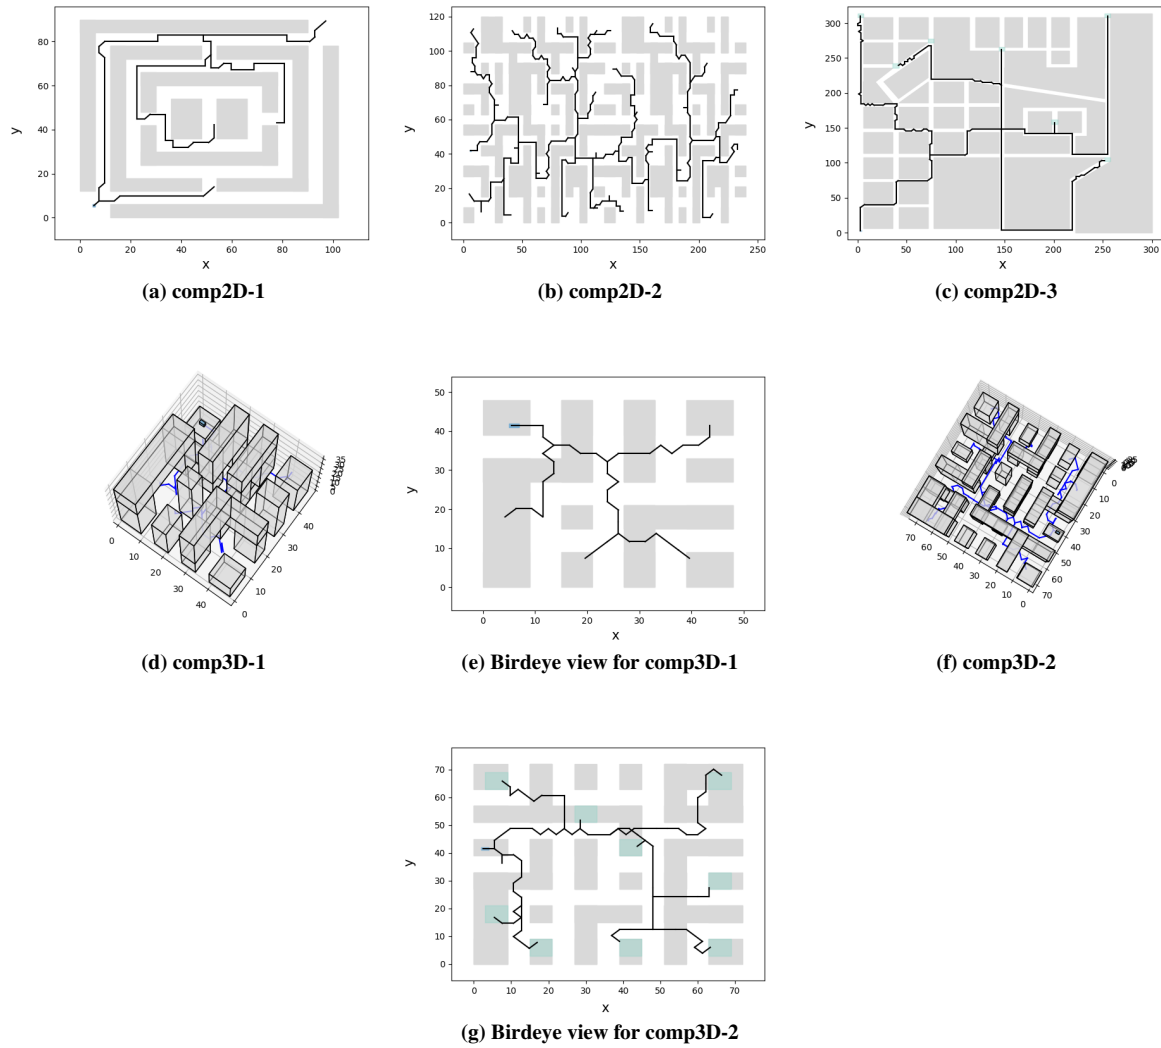 80
60
40
20
0
y
0 20 40 60 80 100
x
(a) comp2D-1
120
100
80
60
40
20
0
y
0 50 100 150 200 250
x
(b) comp2D-2
300
250
200
150
100
50
0
y
0 50 100 150 200 250 300
x
(c) comp2D-3
0 10 20 30 40
0 10 20 30 40
35
(d) comp3D-1
50
40
30
20
10
0
y
0 10 20 30 40 50
x
(e) Birdeye view for comp3D-1
70 60 50 40 30 20 10 0
0 10 20 30 40 50 60 70
(f) comp3D-2
70
60
50
40
30
20
10
0
y
0 10 20 30 40 50 60 70
x
(g) Birdeye view for comp3D-2